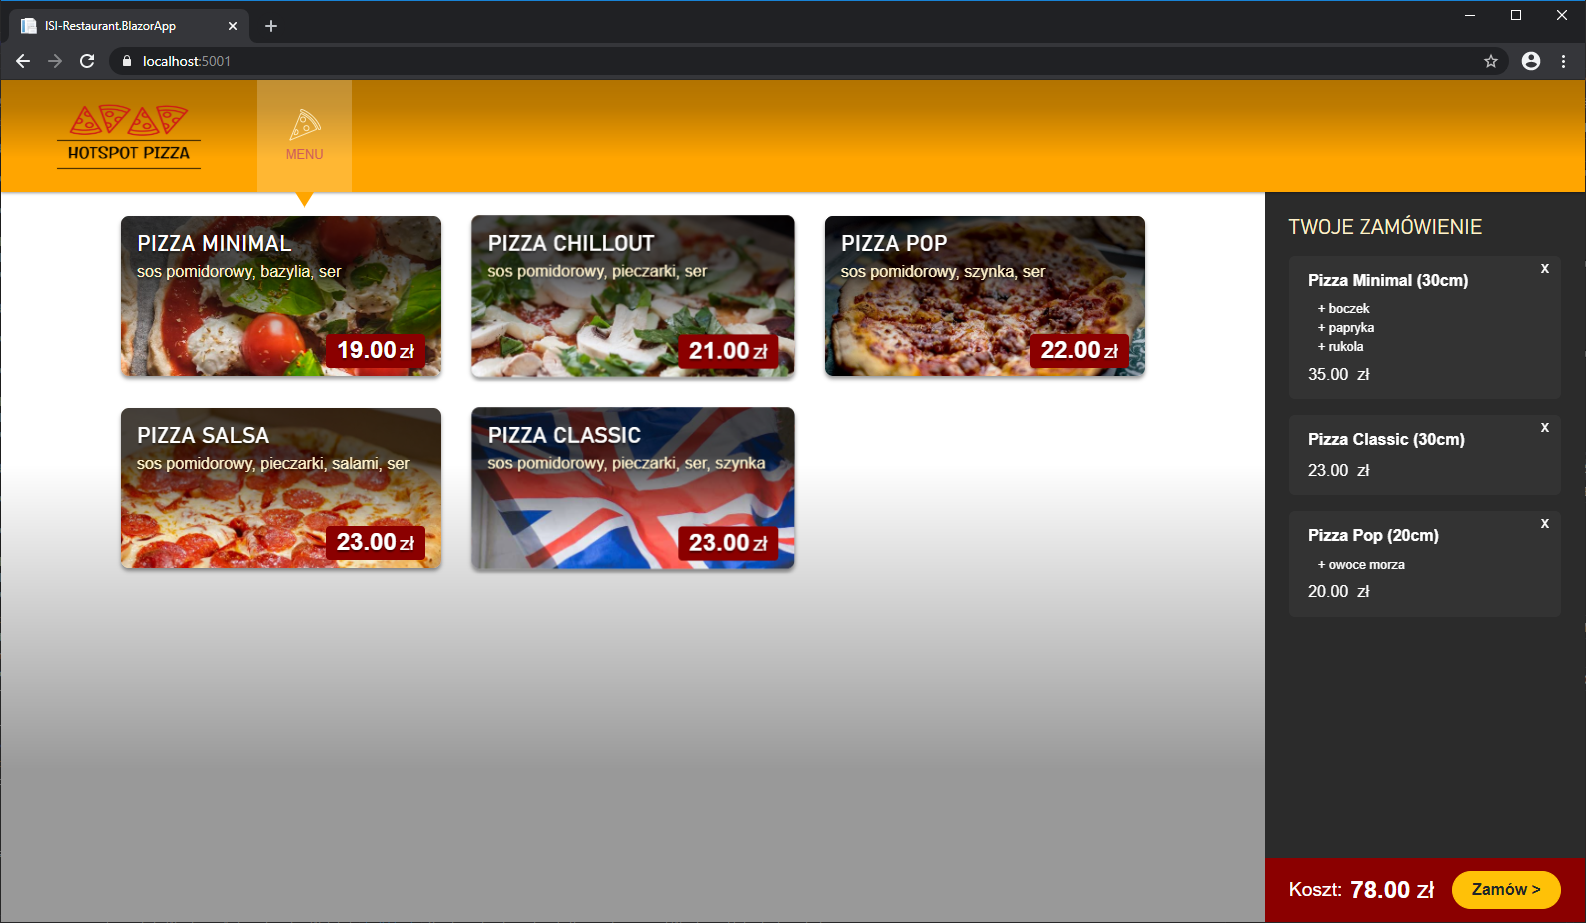 ISI-Restaurant.BlazorApp
localhost:5001
HOTSPOT PIZZA
MENU
PIZZA MINIMAL
sos pomidorowy, bazylia, ser
19.00 zł
PIZZA CHILLOUT
sos pomidorowy, pieczarki, ser
21.00 zł
PIZZA POP
sos pomidorowy, szynka, ser
22.00 zł
PIZZA SALSA
sos pomidorowy, pieczarki, salami, ser
23.00 zł
PIZZA CLASSIC
sos pomidorowy, pieczarki, ser, szynka
23.00 zł
TWOJE ZAMÓWIENIE
x
Pizza Minimal (30cm)
+ boczek
+ papryka
+ rukola
35.00 zł
x
Pizza Classic (30cm)
23.00 zł
x
Pizza Pop (20cm)
+ owoce morza
20.00 zł
Koszt: 78.00 zł
Zamów >